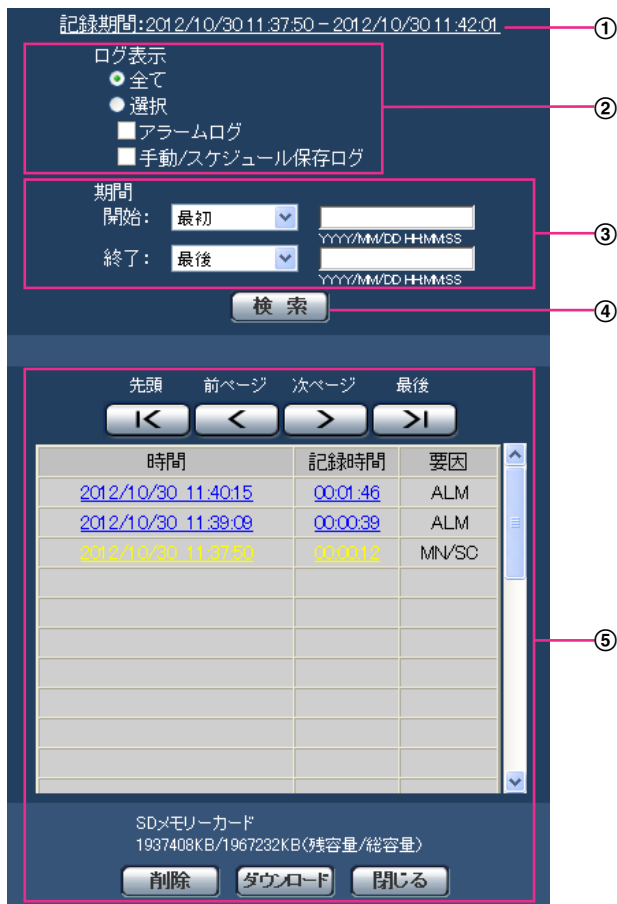 記録期間:2012/10/30 11:37:50 − 2012/10/30 11:42:01 ①
ログ表示
全て
選択 ②
アラームログ
手動/スケジュール保存ログ
期間
開始: 最初
YYYY/MM/DD HH:MM:SS ③
終了: 最後
YYYY/MM/DD HH:MM:SS
検 索 ④
先頭 前ページ 次ページ 最後
|< < > >|
時間 記録時間 要因
2012/10/30 11:40:15 00:01:46 ALM
2012/10/30 11:39:09 00:00:39 ALM
2012/10/30 11:37:50 00:00:12 MN/SC
⑤
SDメモリーカード
1937408KB/1967232KB(残容量/総容量)
削除 ダウンロード 閉じる